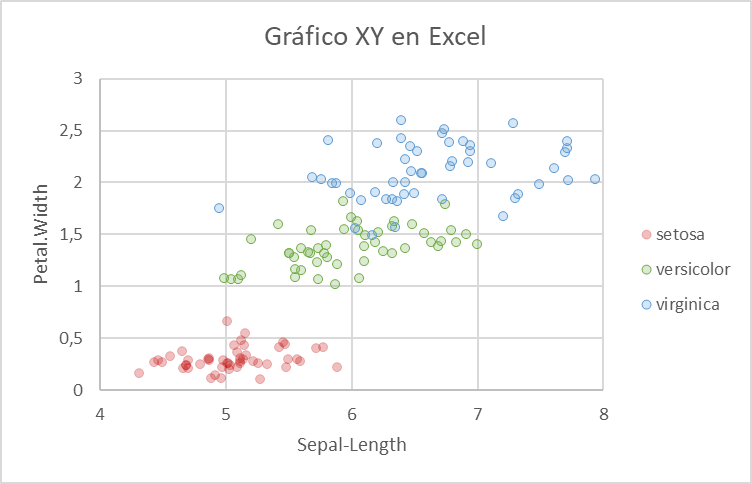 Gráfico XY en Excel
3
2,5
2
1,5
1
0,5
0
4 5 6 7 8
Petal.Width
Sepal-Length
setosa
versicolor
virginica